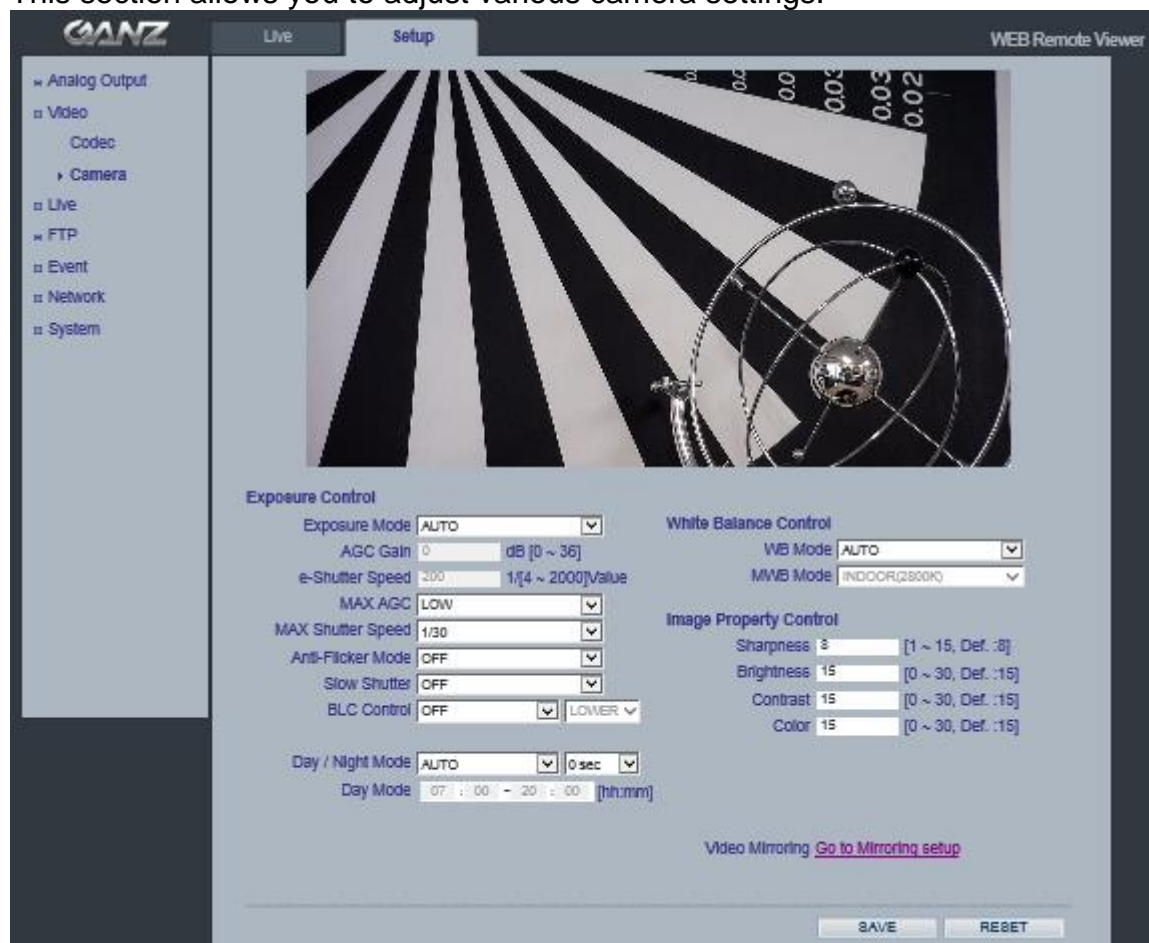 This section allows you to adjust various camera settings.
GANZ
Live
Setup
WEB Remote Viewer
Analog Output
Video
Codec
Camera
Live
FTP
Event
Network
System
0.0
0.03
0.02
Exposure Control
Exposure Mode AUTO
AGC Gain 0 dB [0 ~ 36]
e-Shutter Speed 200 1/[4 ~ 2000]Value
MAX AGC LOW
MAX Shutter Speed 1/30
Anti-Flicker Mode OFF
Slow Shutter OFF
BLC Control OFF LOWER
Day / Night Mode AUTO 0 sec
Day Mode 07 : 00 - 20 : 00 [hh:mm]
White Balance Control
WB Mode AUTO
MWB Mode INDOOR(2800K)
Image Property Control
Sharpness 8 [1 ~ 15, Def. :8]
Brightness 15 [0 ~ 30, Def. :15]
Contrast 15 [0 ~ 30, Def. :15]
Color 15 [0 ~ 30, Def. :15]
Video Mirroring Go to Mirroring setup
SAVE
RESET